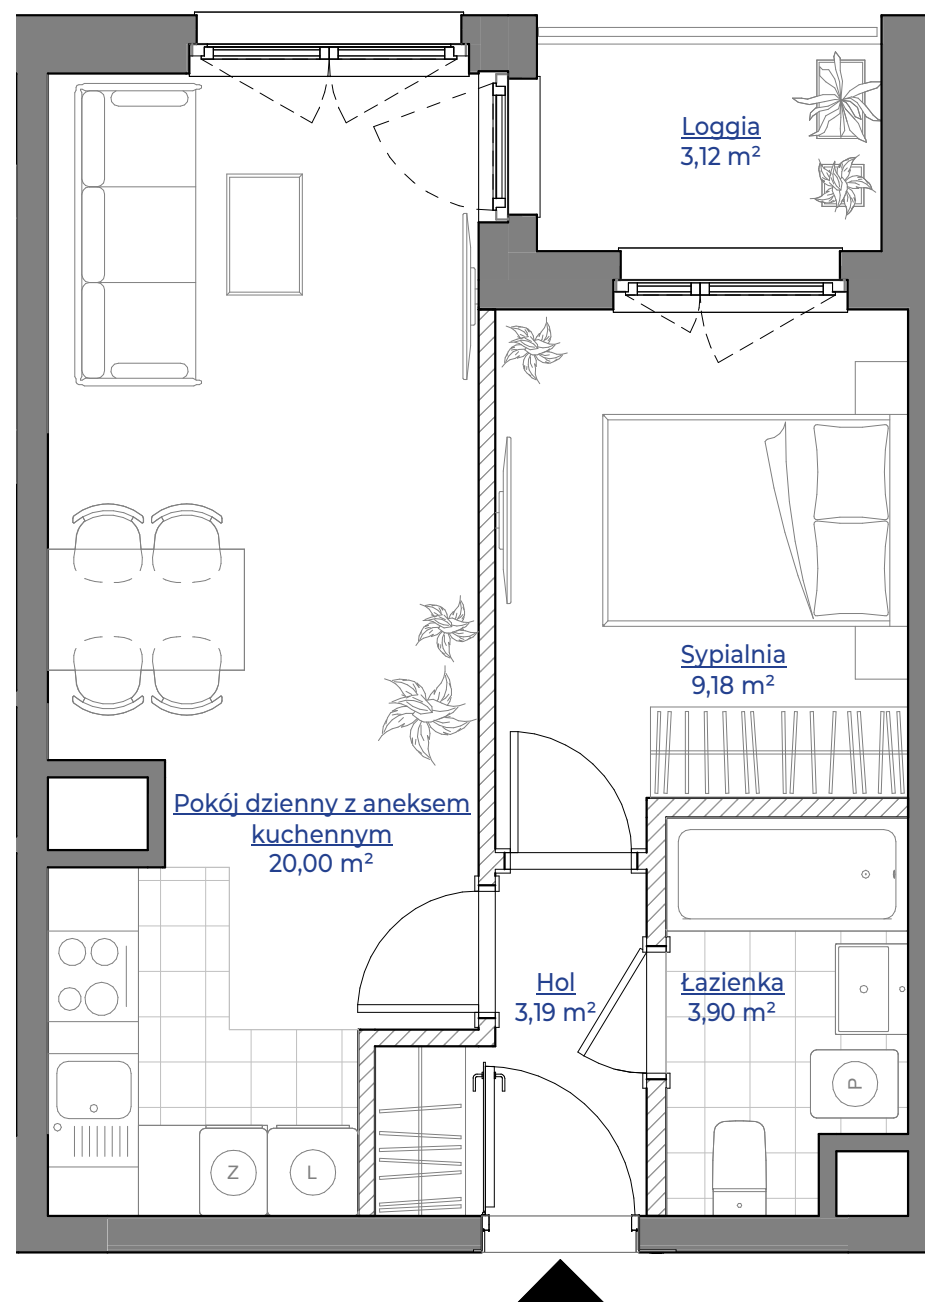 Loggia
3,12 m²
Sypialnia
9,18 m²
Pokój dzienny z aneksem
kuchennym
20,00 m²
Hol
3,19 m²
Łazienka
3,90 m²
P
Z
L